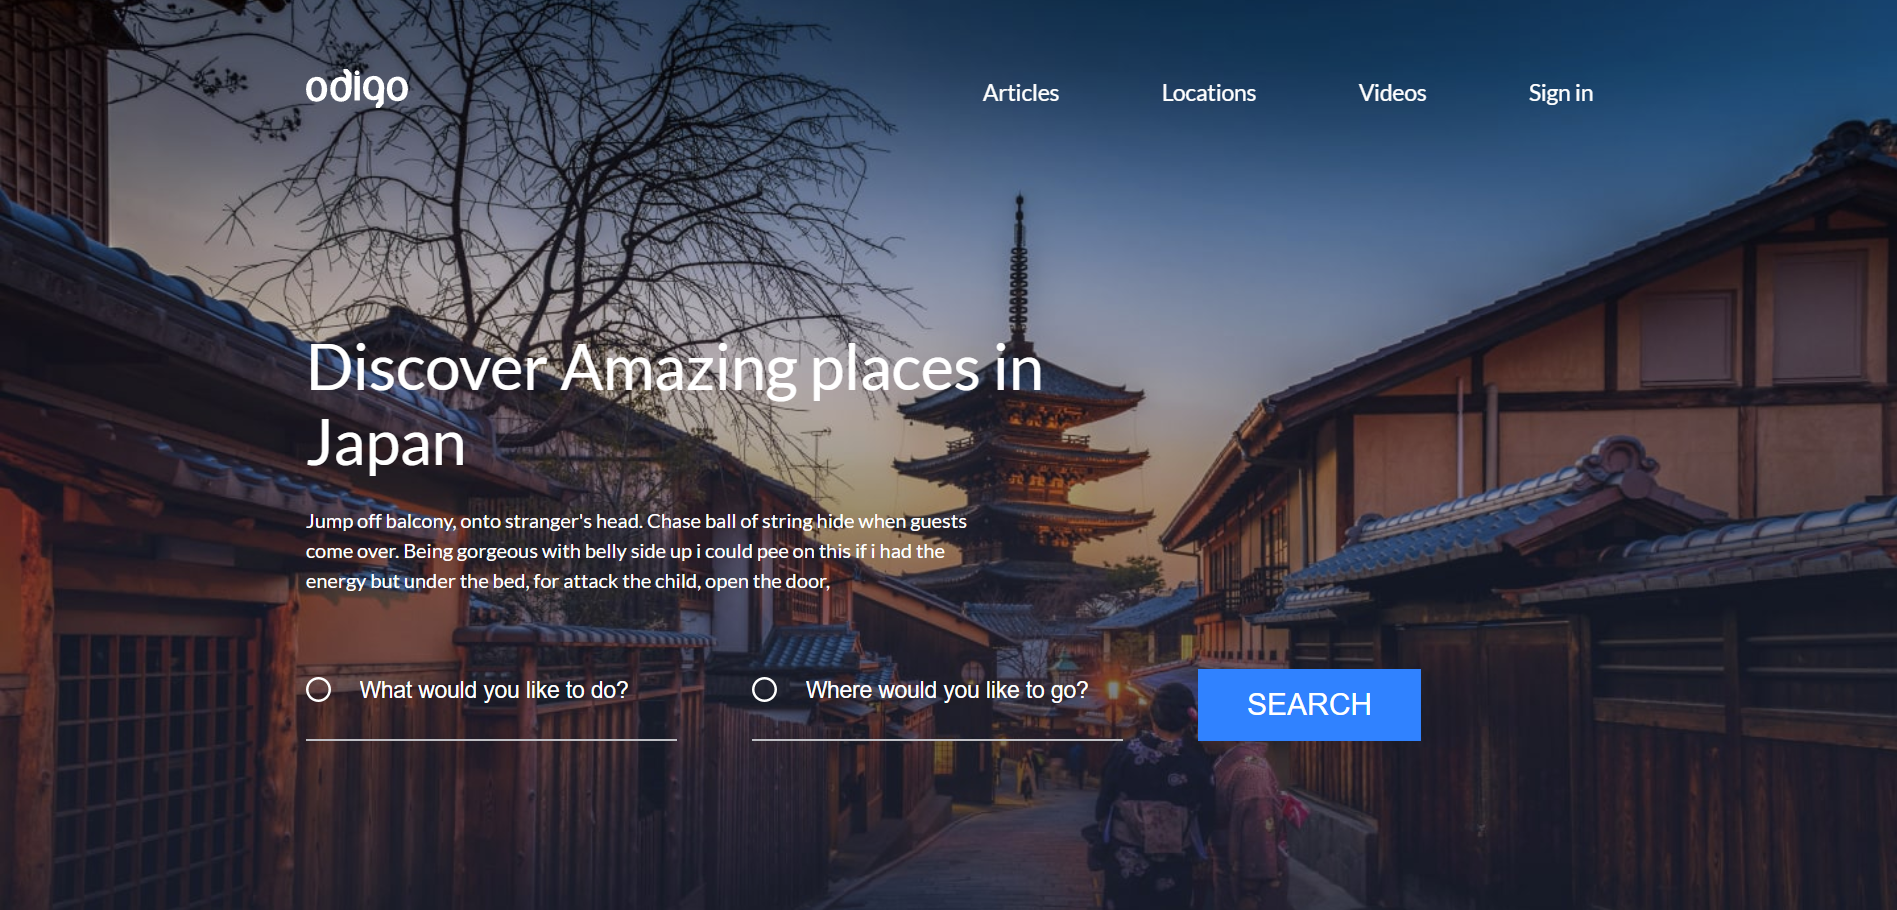 odigo
Articles
Locations
Videos
Sign in
Discover Amazing places in
Japan
Jump off balcony, onto stranger's head. Chase ball of string hide when guests
come over. Being gorgeous with belly side up i could pee on this if i had the
energy but under the bed, for attack the child, open the door,
What would you like to do?
Where would you like to go?
SEARCH